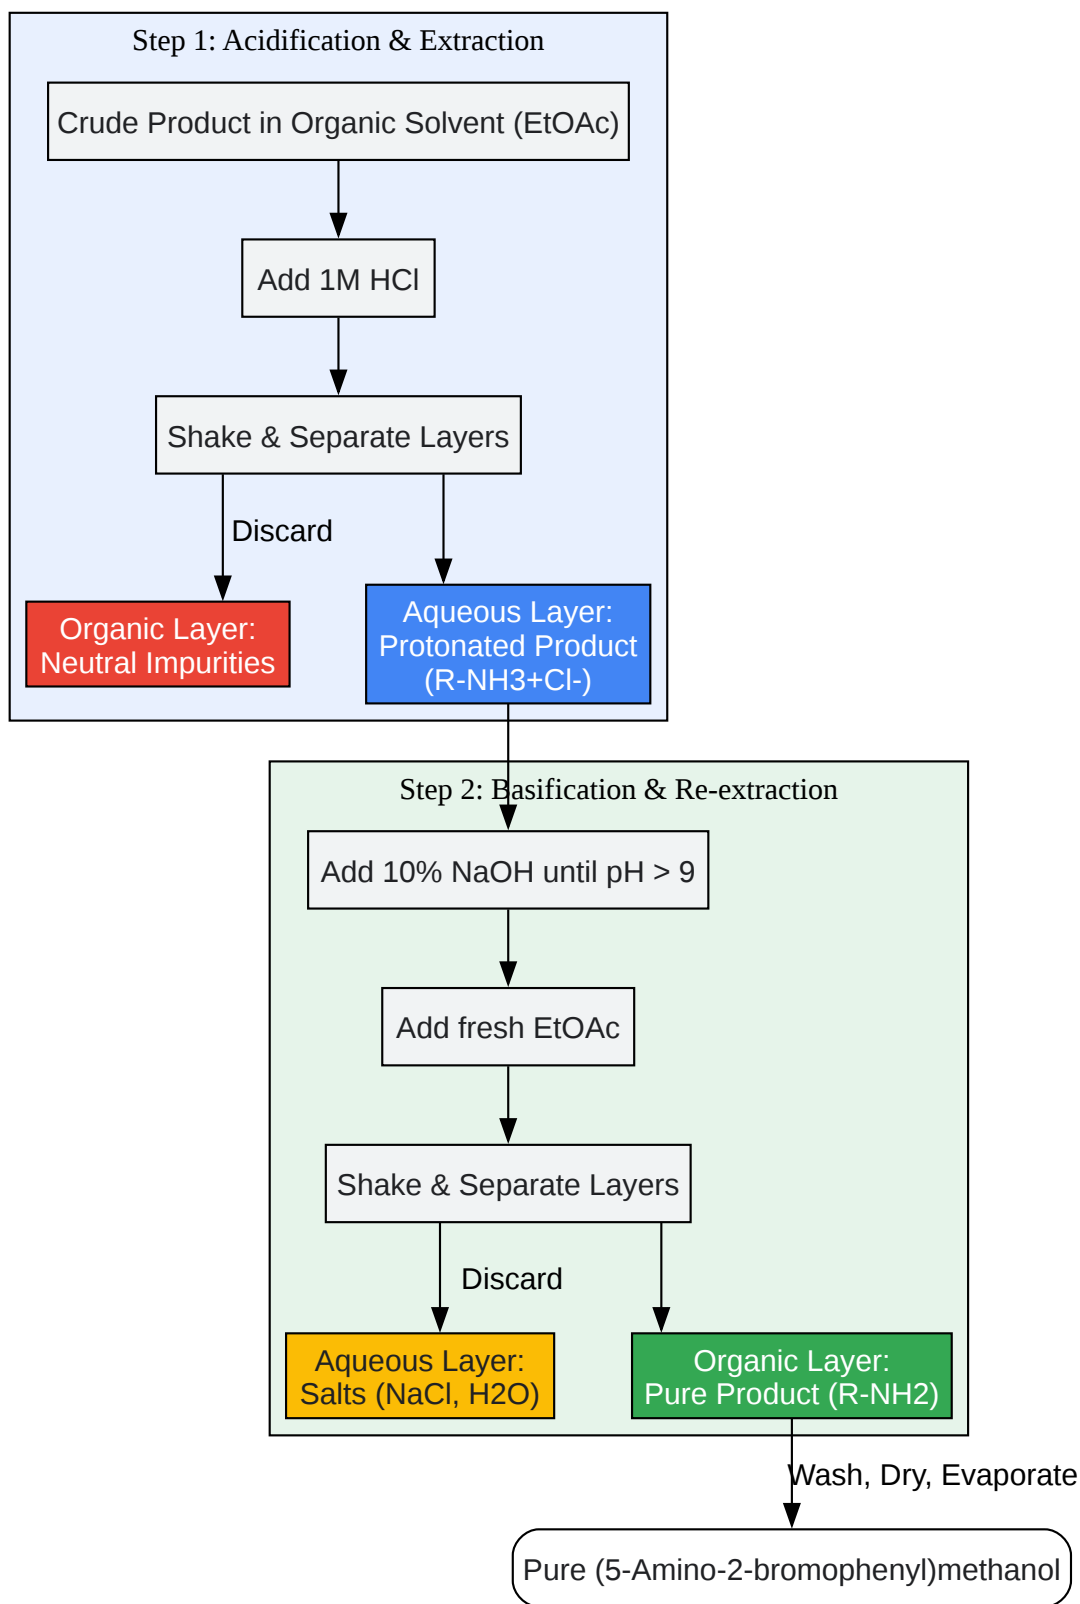 Step 1: Acidification & Extraction
Crude Product in Organic Solvent (EtOAc)
Add 1M HCl
Shake & Separate Layers
Discard
Organic Layer:
Neutral Impurities
Aqueous Layer:
Protonated Product
(R-NH3+Cl-)
Step 2: Basification & Re-extraction
Add 10% NaOH until pH > 9
Add fresh EtOAc
Shake & Separate Layers
Discard
Aqueous Layer:
Salts (NaCl, H2O)
Organic Layer:
Pure Product (R-NH2)
Wash, Dry, Evaporate
Pure (5-Amino-2-bromophenyl)methanol